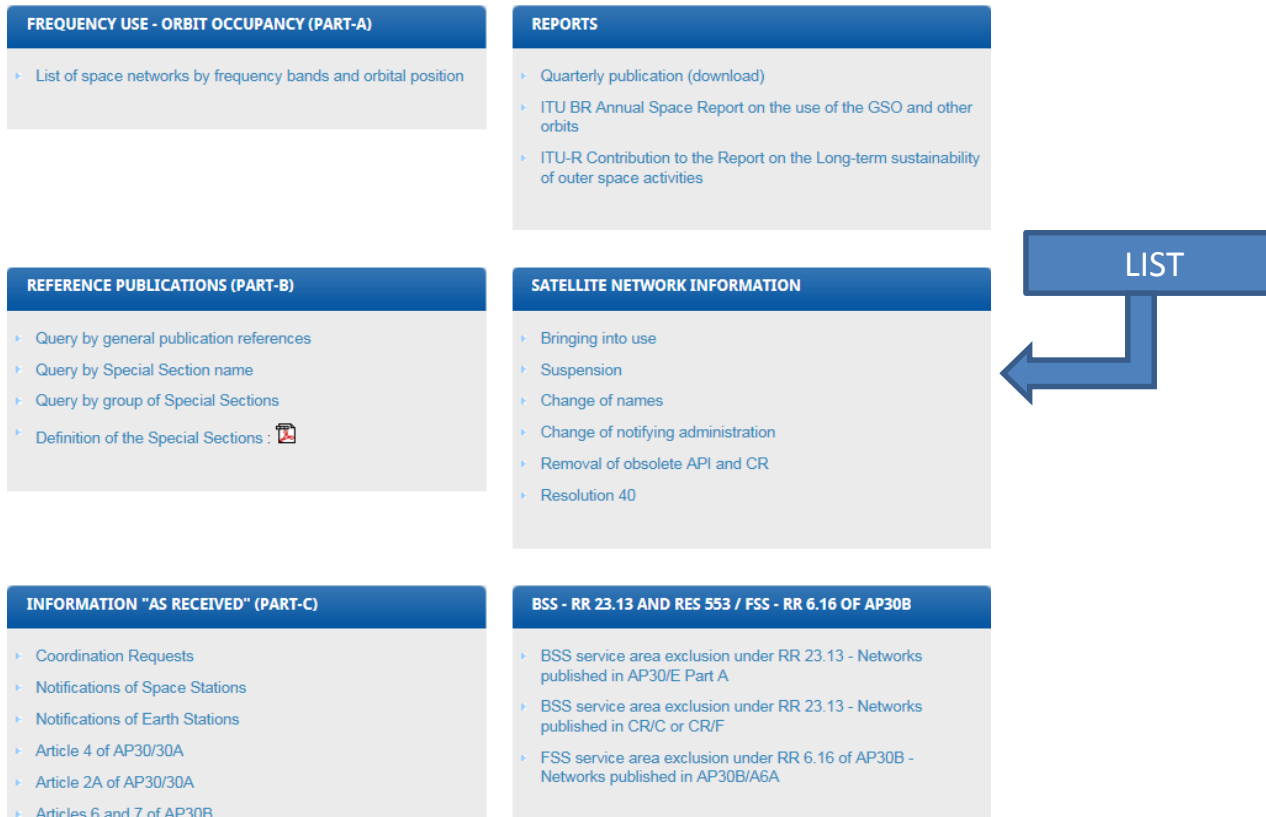 FREQUENCY USE - ORBIT OCCUPANCY (PART-A)
List of space networks by frequency bands and orbital position
REPORTS
Quarterly publication (download)
ITU BR Annual Space Report on the use of the GSO and other
orbits
ITU-R Contribution to the Report on the Long-term sustainability
of outer space activities
LIST
REFERENCE PUBLICATIONS (PART-B)
Query by general publication references
Query by Special Section name
Query by group of Special Sections
Definition of the Special Sections :
SATELLITE NETWORK INFORMATION
Bringing into use
Suspension
Change of names
Change of notifying administration
Removal of obsolete API and CR
Resolution 40
INFORMATION "AS RECEIVED" (PART-C)
Coordination Requests
Notifications of Space Stations
Notifications of Earth Stations
Article 4 of AP30/30A
Article 2A of AP30/30A
Articles 6 and 7 of AP30B
BSS - RR 23.13 AND RES 553 / FSS - RR 6.16 OF AP30B
BSS service area exclusion under RR 23.13 - Networks
published in AP30/E Part A
BSS service area exclusion under RR 23.13 - Networks
published in CR/C or CR/F
FSS service area exclusion under RR 6.16 of AP30B -
Networks published in AP30B/A6A